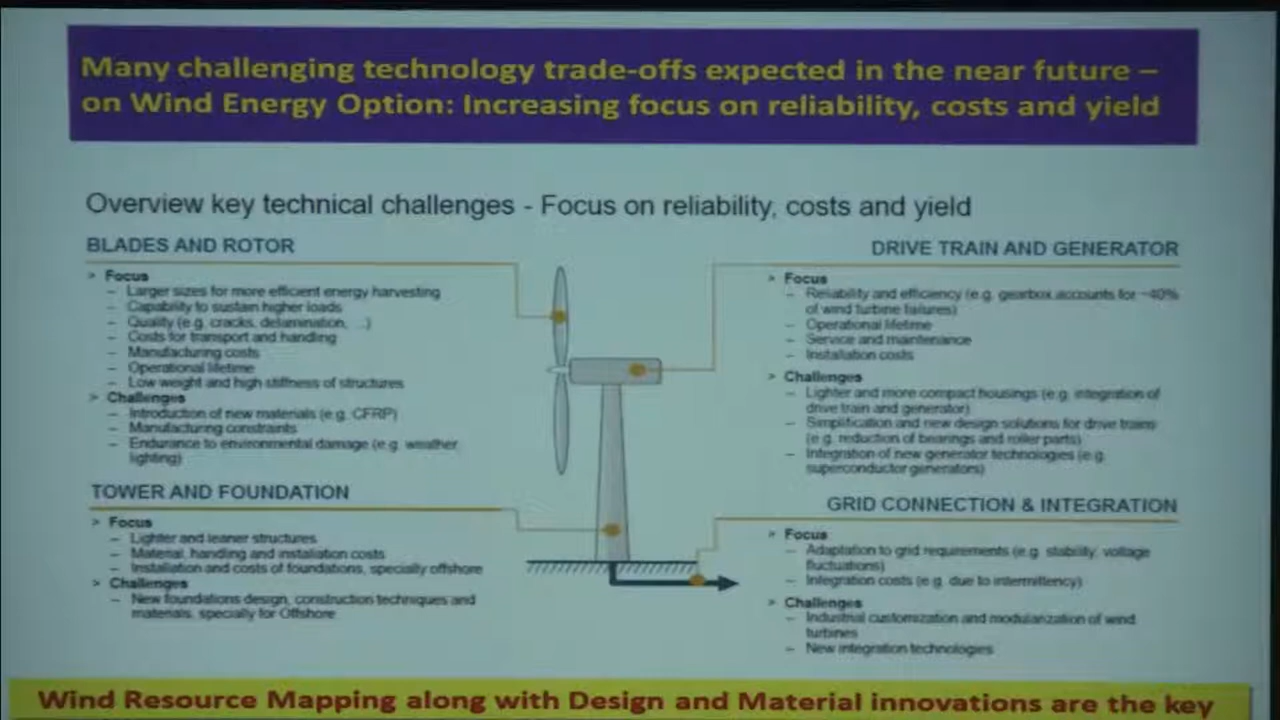 Many challenging technology trade-offs expected in the near future –
on Wind Energy Option: Increasing focus on reliability, costs and yield
Overview key technical challenges - Focus on reliability, costs and yield
BLADES AND ROTOR
> Focus
– Larger sizes for more efficient energy harvesting
– Capability to sustain higher loads
– Quality (e.g. cracks, delamination, ...)
– Costs for transport and handling
– Manufacturing costs
– Operational lifetime
– Low weight and high stiffness of structures
> Challenges
– Introduction of new materials (e.g. CFRP)
– Manufacturing constraints
– Endurance to environmental damage (e.g. weather,
lighting)
TOWER AND FOUNDATION
> Focus
– Lighter and leaner structures
– Material, handling and installation costs
– Installation and costs of foundations, specially offshore
> Challenges
– New foundations design, construction techniques and
materials, specially for Offshore
DRIVE TRAIN AND GENERATOR
> Focus
– Reliability and efficiency (e.g. gearbox accounts for ~40%
of wind turbine failures)
– Operational lifetime
– Service and maintenance
– Installation costs
> Challenges
– Lighter and more compact housings (e.g. integration of
drive train and generator)
– Simplification and new design solutions for drive trains
(e.g. reduction of bearings and roller parts)
– Integration of new generator technologies (e.g.
superconductor generators)
GRID CONNECTION & INTEGRATION
> Focus
– Adaptation to grid requirements (e.g. stability, voltage
fluctuations)
– Integration costs (e.g. due to intermittency)
> Challenges
– Industrial customization and modularization of wind
turbines
– New integration technologies
Wind Resource Mapping along with Design and Material innovations are the key